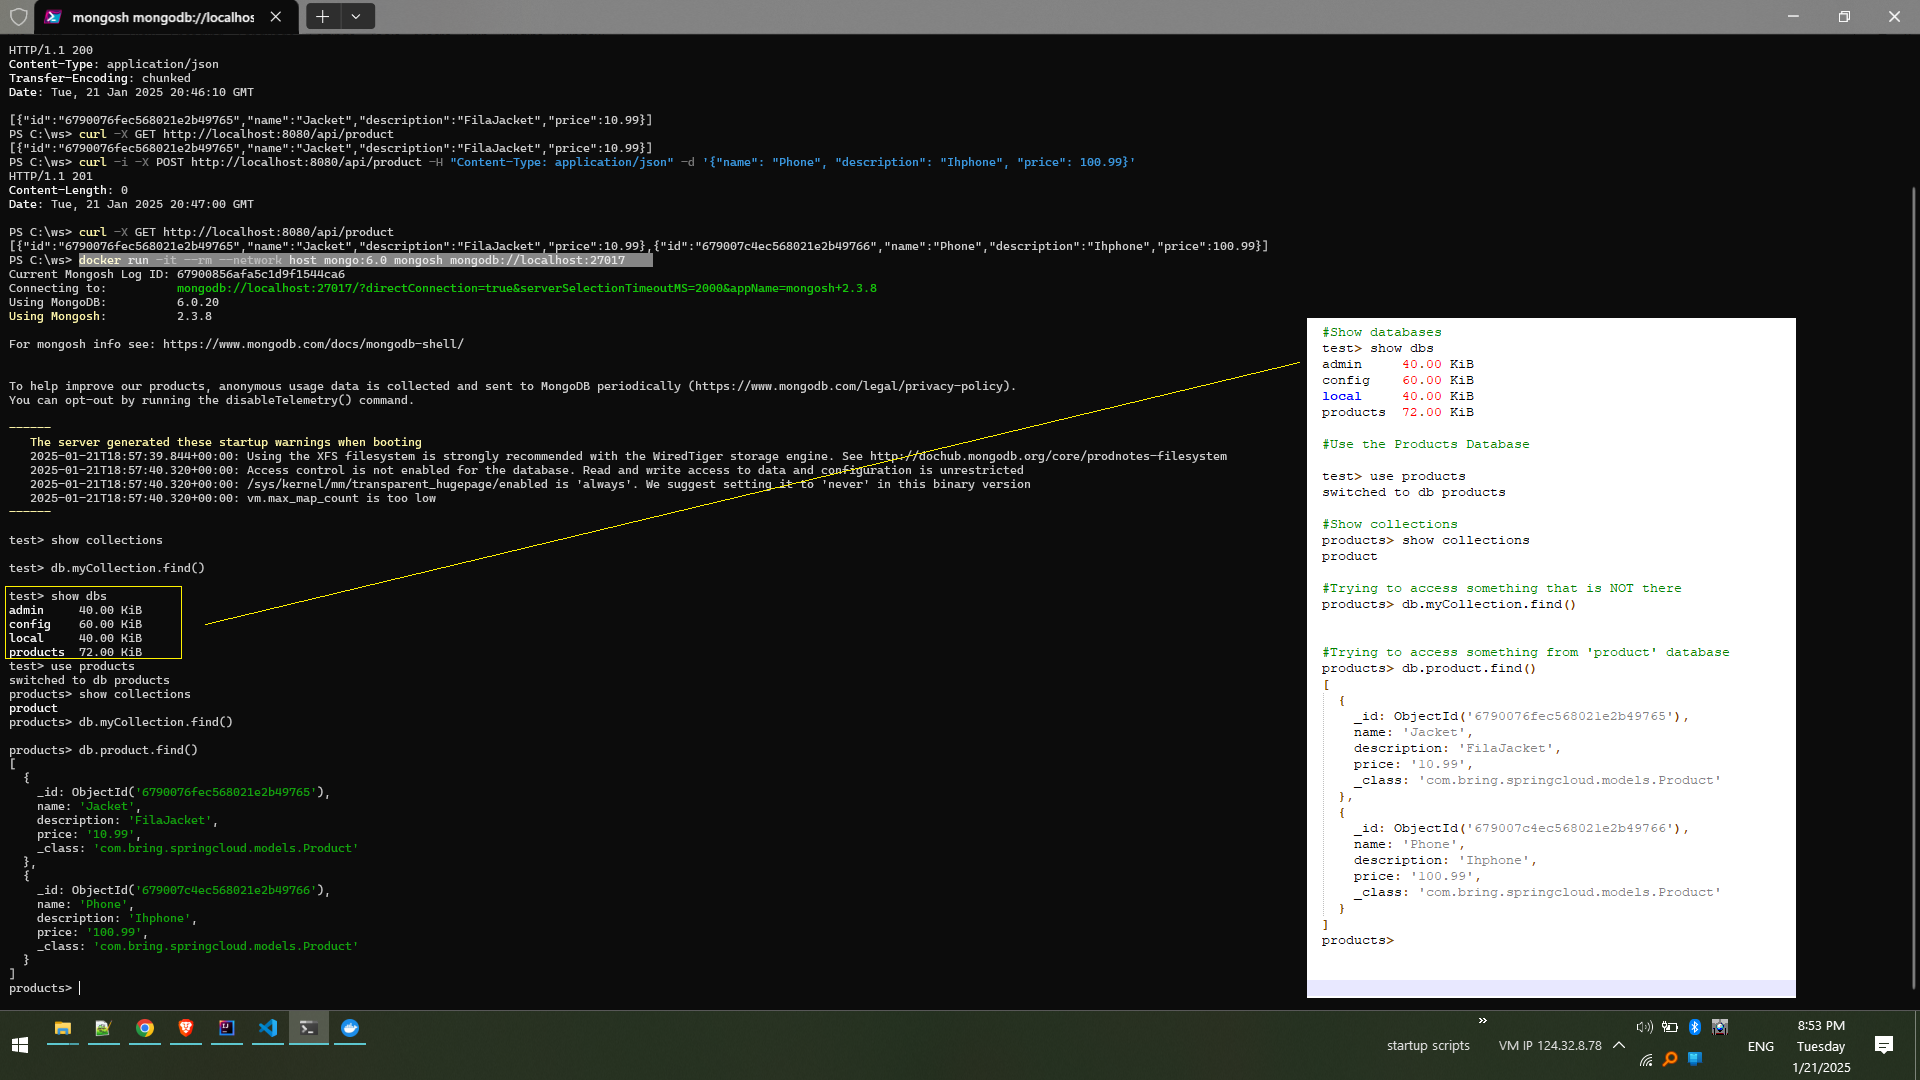 mongosh mongodb://localhos
HTTP/1.1 200
Content-Type: application/json
Transfer-Encoding: chunked
Date: Tue, 21 Jan 2025 20:46:10 GMT
[{"id":"6790076fec568021e2b49765","name":"Jacket","description":"FilaJacket","price":10.99}]
PS C:\ws> curl -X GET http://localhost:8080/api/product
[{"id":"6790076fec568021e2b49765","name":"Jacket","description":"FilaJacket","price":10.99}]
PS C:\ws> curl -i -X POST http://localhost:8080/api/product -H "Content-Type: application/json" -d '{"name": "Phone", "description": "Ihphone", "price": 100.99}'
HTTP/1.1 201
Content-Length: 0
Date: Tue, 21 Jan 2025 20:47:00 GMT
PS C:\ws> curl -X GET http://localhost:8080/api/product
[{"id":"6790076fec568021e2b49765","name":"Jacket","description":"FilaJacket","price":10.99},{"id":"679007c4ec568021e2b49766","name":"Phone","description":"Ihphone","price":100.99}]
PS C:\ws> docker run -it --rm --network host mongo:6.0 mongosh mongodb://localhost:27017
Current Mongosh Log ID: 67900856afa5c1d9f1544ca6
Connecting to: mongodb://localhost:27017/?directConnection=true&serverSelectionTimeoutMS=2000&appName=mongosh+2.3.8
Using MongoDB: 6.0.20
Using Mongosh: 2.3.8
For mongosh info see: https://www.mongodb.com/docs/mongodb-shell/
To help improve our products, anonymous usage data is collected and sent to MongoDB periodically (https://www.mongodb.com/legal/privacy-policy).
You can opt-out by running the disableTelemetry() command.
------
The server generated these startup warnings when booting
2025-01-21T18:57:39.844+00:00: Using the XFS filesystem is strongly recommended with the WiredTiger storage engine. See http://dochub.mongodb.org/core/prodnotes-filesystem
2025-01-21T18:57:40.320+00:00: Access control is not enabled for the database. Read and write access to data and configuration is unrestricted
2025-01-21T18:57:40.320+00:00: /sys/kernel/mm/transparent_hugepage/enabled is 'always'. We suggest setting it to 'never' in this binary version
2025-01-21T18:57:40.320+00:00: vm.max_map_count is too low
------
test> show collections
test> db.myCollection.find()
test> show dbs
admin 40.00 KiB
config 60.00 KiB
local 40.00 KiB
products 72.00 KiB
test> use products
switched to db products
products> show collections
product
products> db.myCollection.find()
products> db.product.find()
[
{
_id: ObjectId('6790076fec568021e2b49765'),
name: 'Jacket',
description: 'FilaJacket',
price: '10.99',
_class: 'com.bring.springcloud.models.Product'
},
{
_id: ObjectId('679007c4ec568021e2b49766'),
name: 'Phone',
description: 'Ihphone',
price: '100.99',
_class: 'com.bring.springcloud.models.Product'
}
]
products>
#Show databases
test> show dbs
admin 40.00 KiB
config 60.00 KiB
local 40.00 KiB
products 72.00 KiB
#Use the Products Database
test> use products
switched to db products
#Show collections
products> show collections
product
#Trying to access something that is NOT there
products> db.myCollection.find()
#Trying to access something from 'product' database
products> db.product.find()
[
{
_id: ObjectId('6790076fec568021e2b49765'),
name: 'Jacket',
description: 'FilaJacket',
price: '10.99',
_class: 'com.bring.springcloud.models.Product'
},
{
_id: ObjectId('679007c4ec568021e2b49766'),
name: 'Phone',
description: 'Ihphone',
price: '100.99',
_class: 'com.bring.springcloud.models.Product'
}
]
products>
startup scripts
VM IP 124.32.8.78
ENG
8:53 PM
Tuesday
1/21/2025